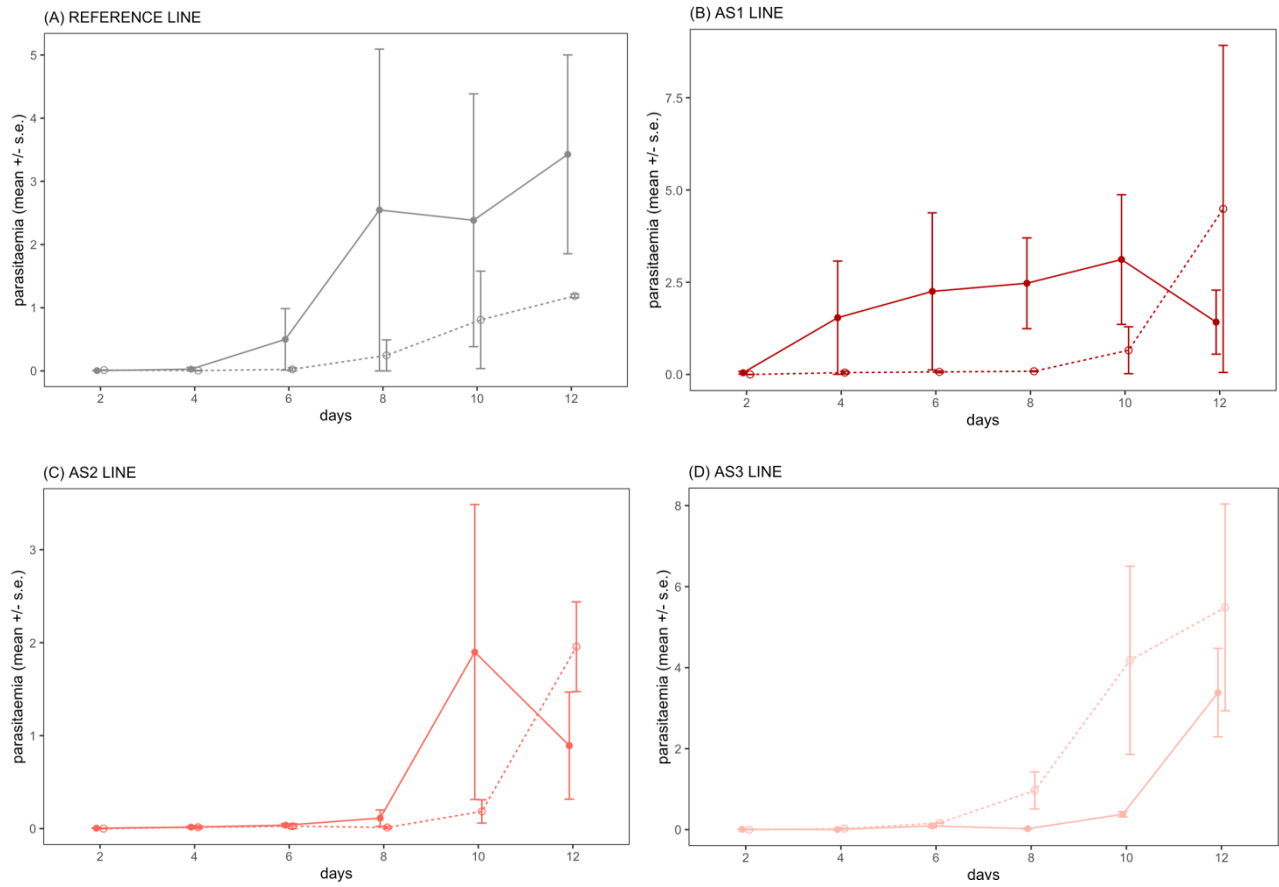 (A) REFERENCE LINE
parasitaemia (mean +/- s.e.)
5
4
3
2
1
0
2 4 6 8 10 12
days
(B) AS1 LINE
parasitaemia (mean +/- s.e.)
7.5
5.0
2.5
0.0
2 4 6 8 10 12
days
(C) AS2 LINE
parasitaemia (mean +/- s.e.)
3
2
1
0
2 4 6 8 10 12
days
(D) AS3 LINE
parasitaemia (mean +/- s.e.)
8
6
4
2
0
2 4 6 8 10 12
days